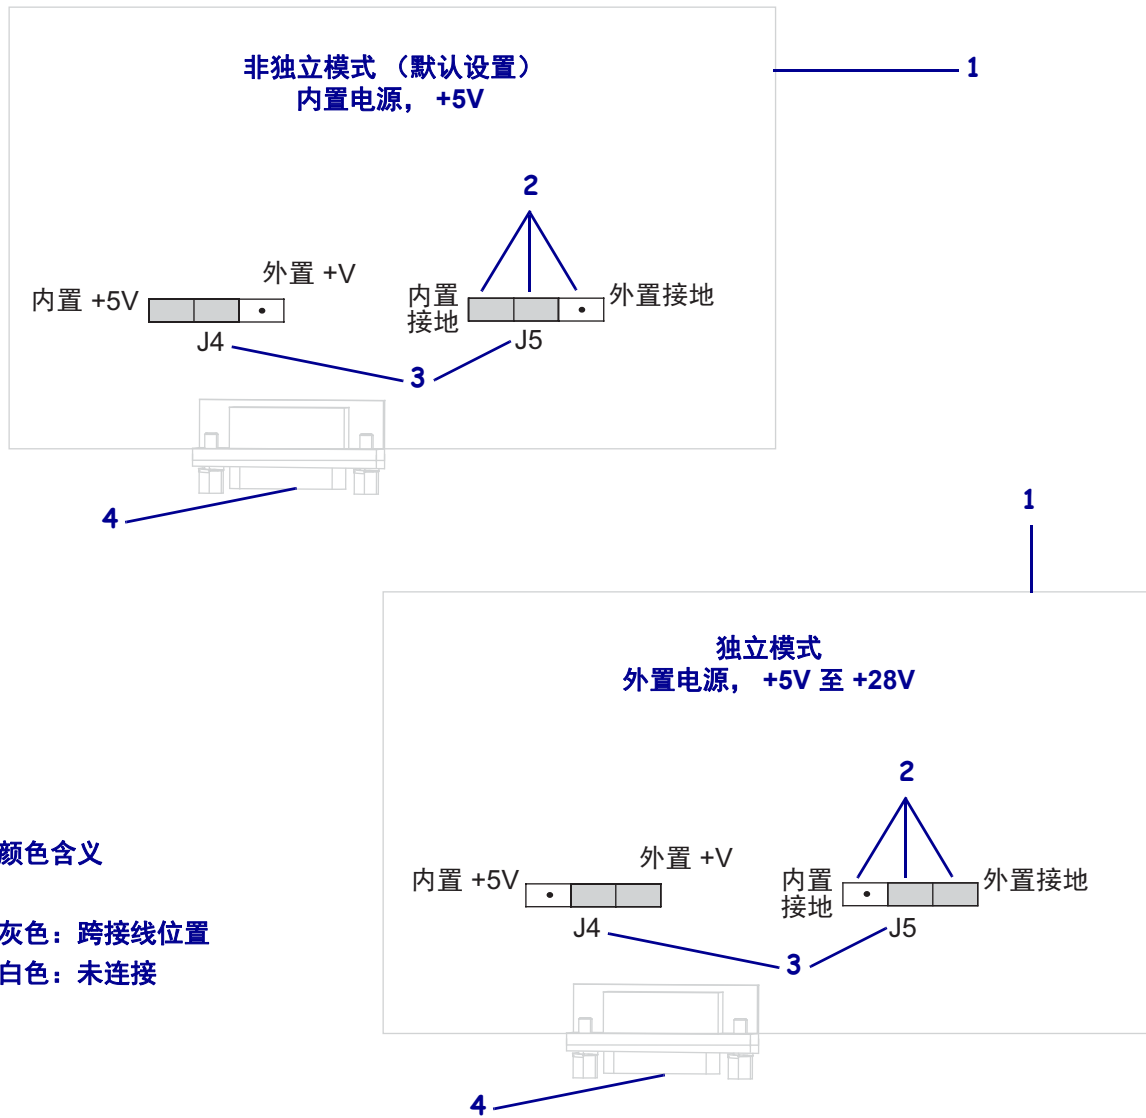 非独立模式 （默认设置）
内置电源， +5V
1
2
外置 +V
内置 +5V
内置
接地
外置接地
J4
J5
3
4
1
独立模式
外置电源， +5V 至 +28V
2
颜色含义
外置 +V
内置 +5V
内置
接地
外置接地
灰色：跨接线位置
J4
J5
白色：未连接
3
4